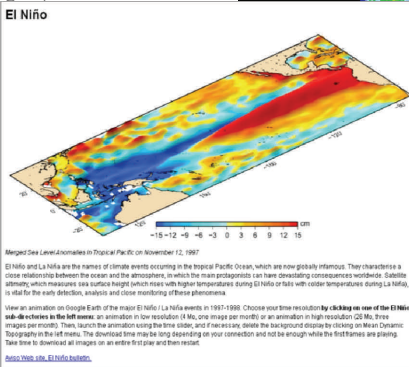 El Niño
cm
-15 -12 -9 -6 -3 0 3 6 9 12 15
Merged Sea Level Anomalies in Tropical Pacific on November 12, 1997
El Niño and La Niña are the names of climate events occurring in the tropical Pacific Ocean, which are now globally infamous. They characterise a
close relationship between the ocean and the atmosphere, in which the main protagonists can have devastating consequences worldwide. Satellite
altimetry, which measures sea surface height (which rises with higher temperatures during El Niño or falls with colder temperatures during La Niña),
is vital for the early detection, analysis and close monitoring of these phenomena.
View an animation on Google Earth of the major El Niño / La Niña events in 1997-1998. Choose your time resolution by clicking on one of the El Niño
sub-directories in the left menu: an animation in low resolution (4 Mo, one image per month) or an animation in high resolution (26 Mo, three
images per month). Then, launch the animation using the time slider, and if necessary, delete the background display by clicking on Mean Dynamic
Topography in the left menu. The download time may be long depending on your connection and not be enough while the first frames are playing.
Take time to download all images on an entire first play and then restart.
Aviso Web site, El Niño bulletin.